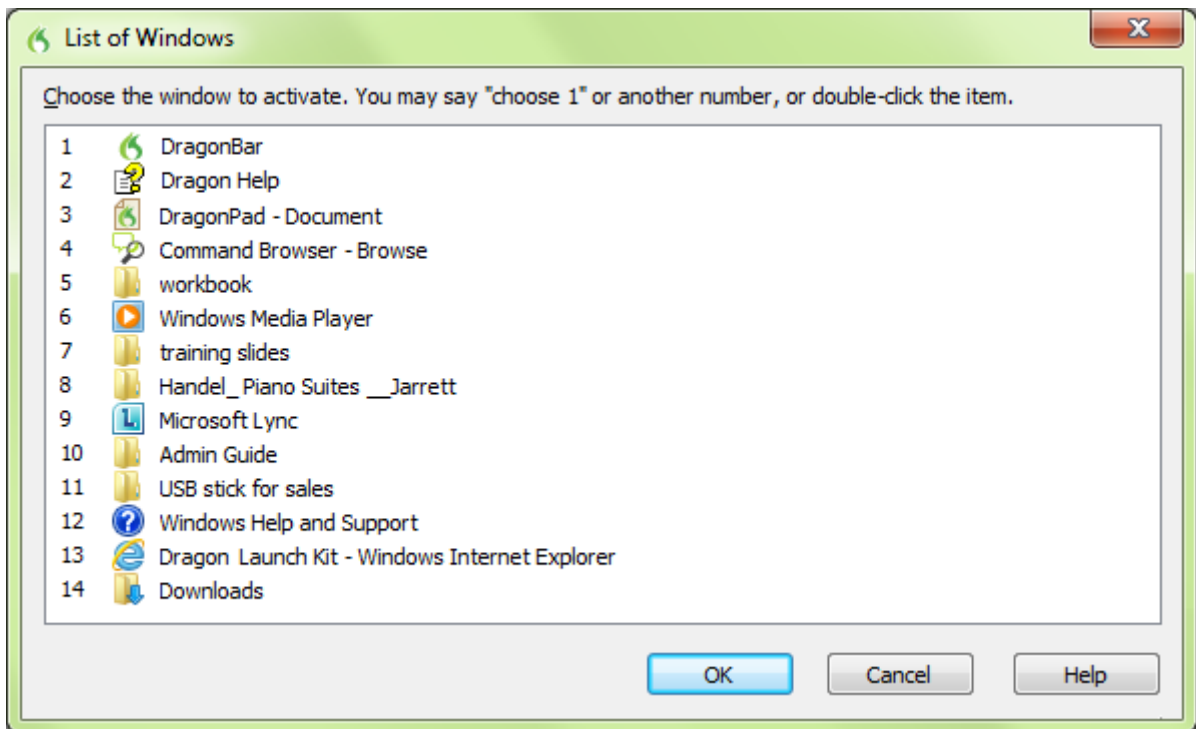 List of Windows
Choose the window to activate. You may say "choose 1" or another number, or double-click the item.
1 DragonBar
2 Dragon Help
3 DragonPad - Document
4 Command Browser - Browse
5 workbook
6 Windows Media Player
7 training slides
8 Handel_ Piano Suites __Jarrett
9 Microsoft Lync
10 Admin Guide
11 USB stick for sales
12 Windows Help and Support
13 Dragon Launch Kit - Windows Internet Explorer
14 Downloads
OK Cancel Help